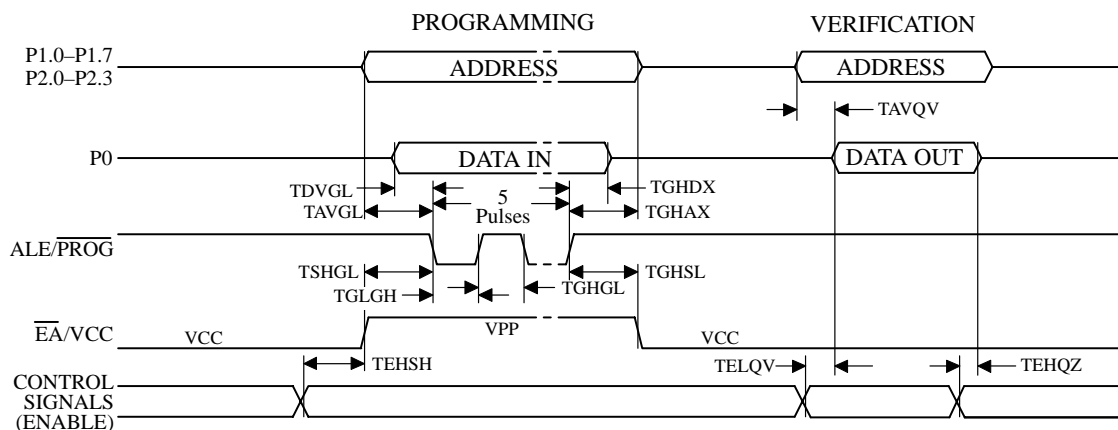 PROGRAMMING
VERIFICATION
P1.0–P1.7
P2.0–P2.3
ADDRESS
ADDRESS
TAVQV
P0
DATA IN
DATA OUT
TDVGL
5
Pulses
TGHDX
TAVGL
TGHAX
ALE/PROG
TSHGL
TGHSL
TGLGH
TGHGL
EA/VCC
VCC
VPP
VCC
TEHSH
TELQV
TEHQZ
CONTROL
SIGNALS
(ENABLE)